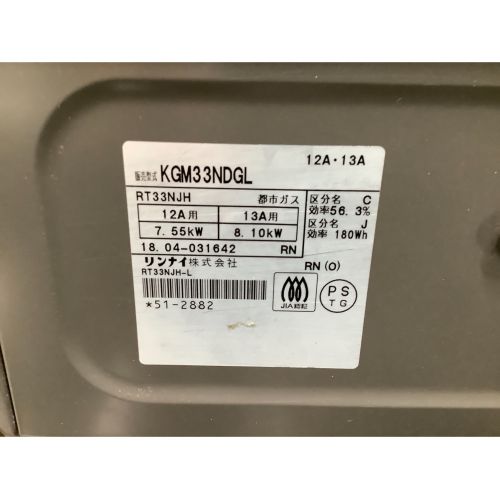 12A・13A
KGM33NDGL
RT33NJH 都市ガス
12A用 13A用
7.55kW 8.10kW
18.04-031642 RN
区分名 C
効率56.3%
区分名 J
効率 180Wh
リンナイ株式会社
RT33NJH-L
RN (O)
*51-2882
JIA認証
PS
TG